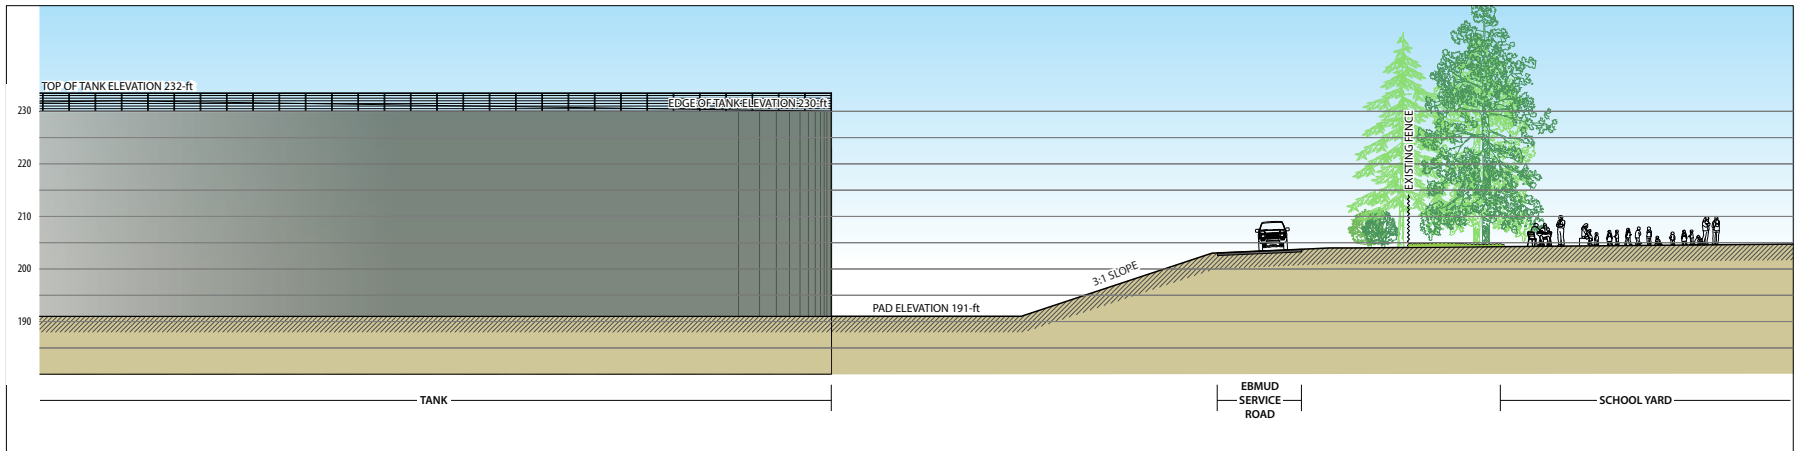 TOP OF TANK ELEVATION 232-ft
EDGE OF TANK ELEVATION 230-ft
230
220
210
200
190
EXISTING FENCE
3:1 SLOPE
PAD ELEVATION 191-ft
TANK
EBMUD
SERVICE
ROAD
SCHOOL YARD